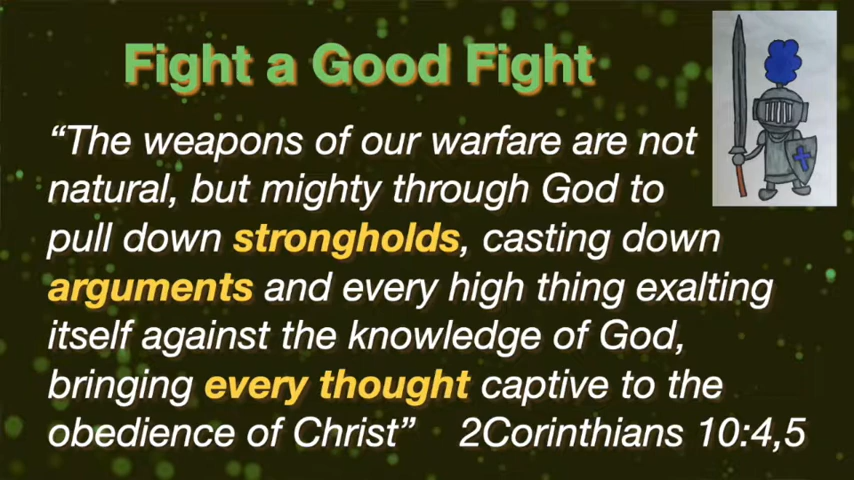 Fight a Good Fight
“The weapons of our warfare are not
natural, but mighty through God to
pull down strongholds, casting down
arguments and every high thing exalting
itself against the knowledge of God,
bringing every thought captive to the
obedience of Christ” 2Corinthians 10:4,5